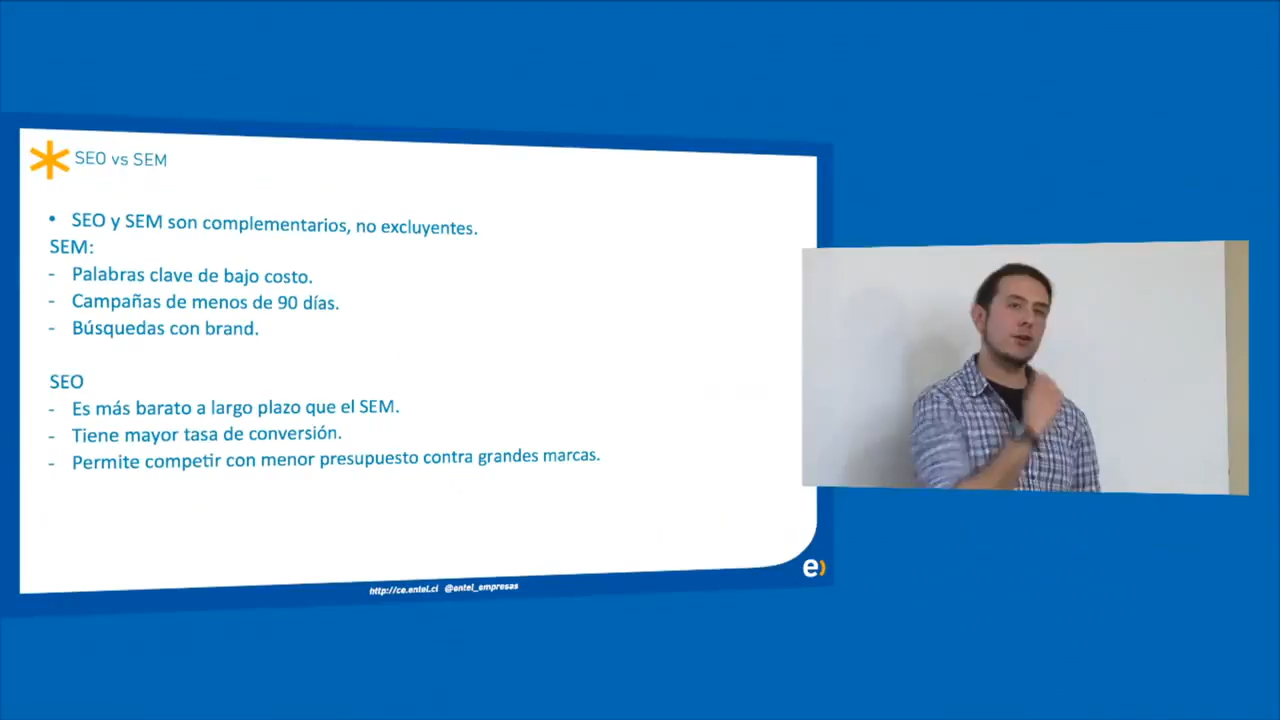 SEO vs SEM
• SEO y SEM son complementarios, no excluyentes.
SEM:
- Palabras clave de bajo costo.
- Campañas de menos de 90 días.
- Búsquedas con brand.
SEO
- Es más barato a largo plazo que el SEM.
- Tiene mayor tasa de conversión.
- Permite competir con menor presupuesto contra grandes marcas.
e)
http://ce.entel.cl @entel_empresas